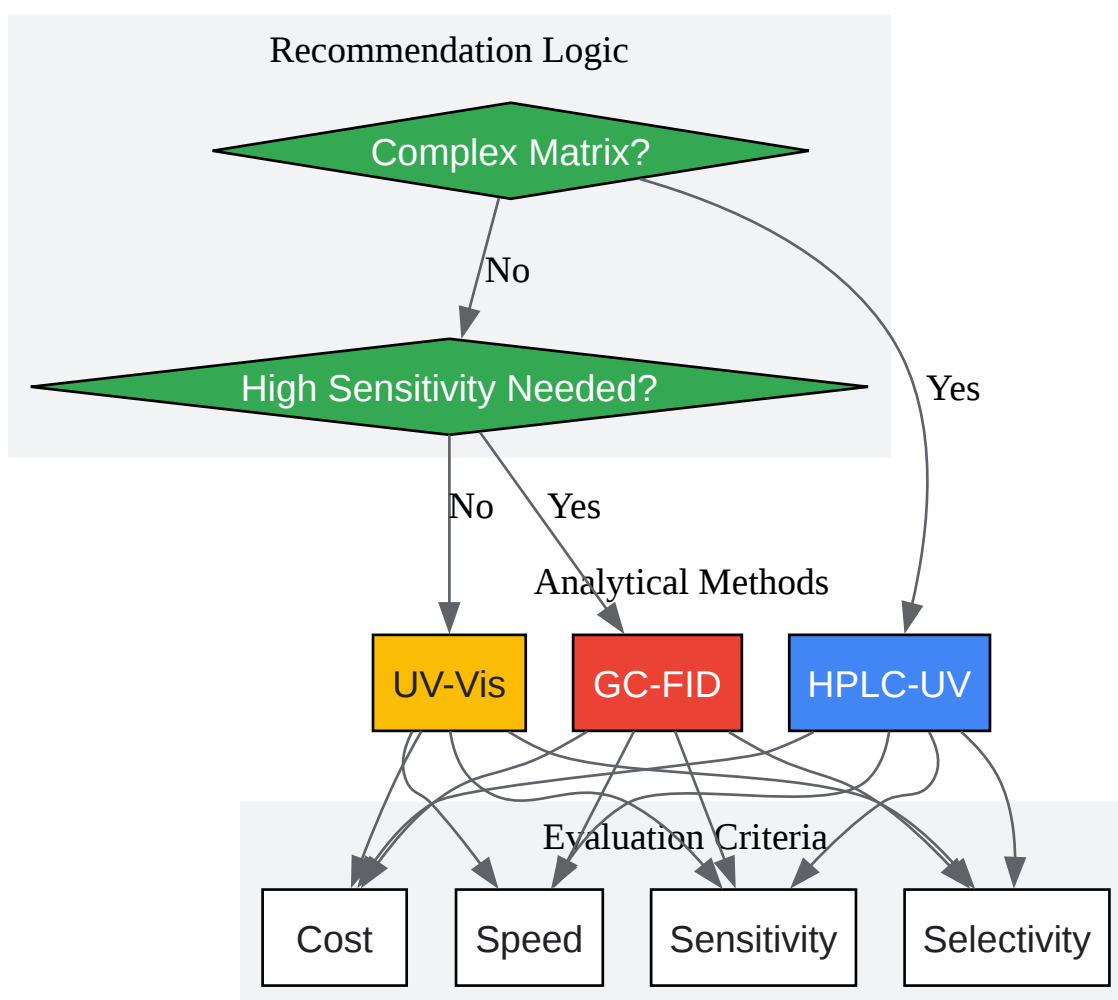 Recommendation Logic
Complex Matrix?
No
High Sensitivity Needed?
Yes
No
Yes
Analytical Methods
UV-Vis
GC-FID
HPLC-UV
Evaluation Criteria
Cost
Speed
Sensitivity
Selectivity